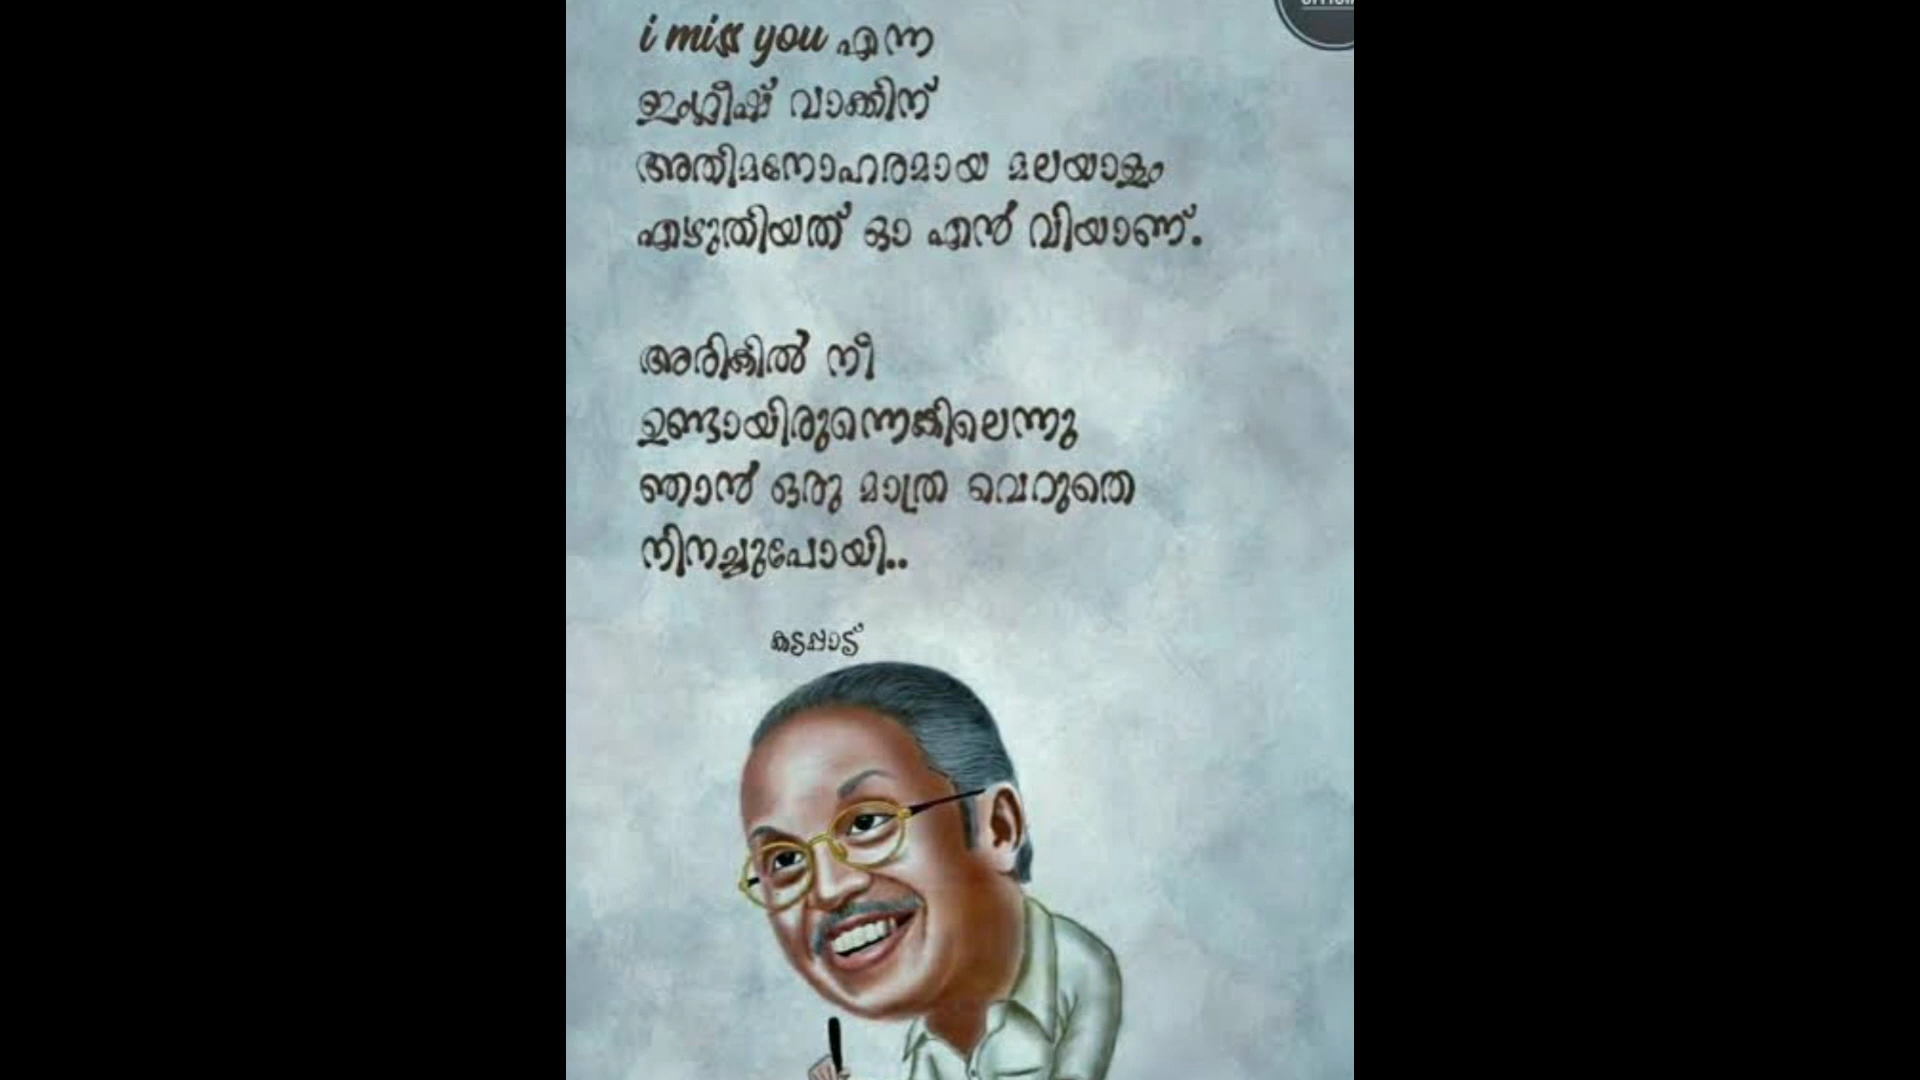 i miss you എന്ന
ഇംഗ്ലീഷ് വാക്കിന്
അതിമനോഹരമായ മലയാളം
എഴുതിയത് ഓ എൻ വിയാണ്.
അരികിൽ നീ
ഉണ്ടായിരുന്നെങ്കിലെന്നു
ഞാൻ ഒരു മാത്ര വെറുതെ
നിനച്ചുപോയി..
കടപ്പാട്